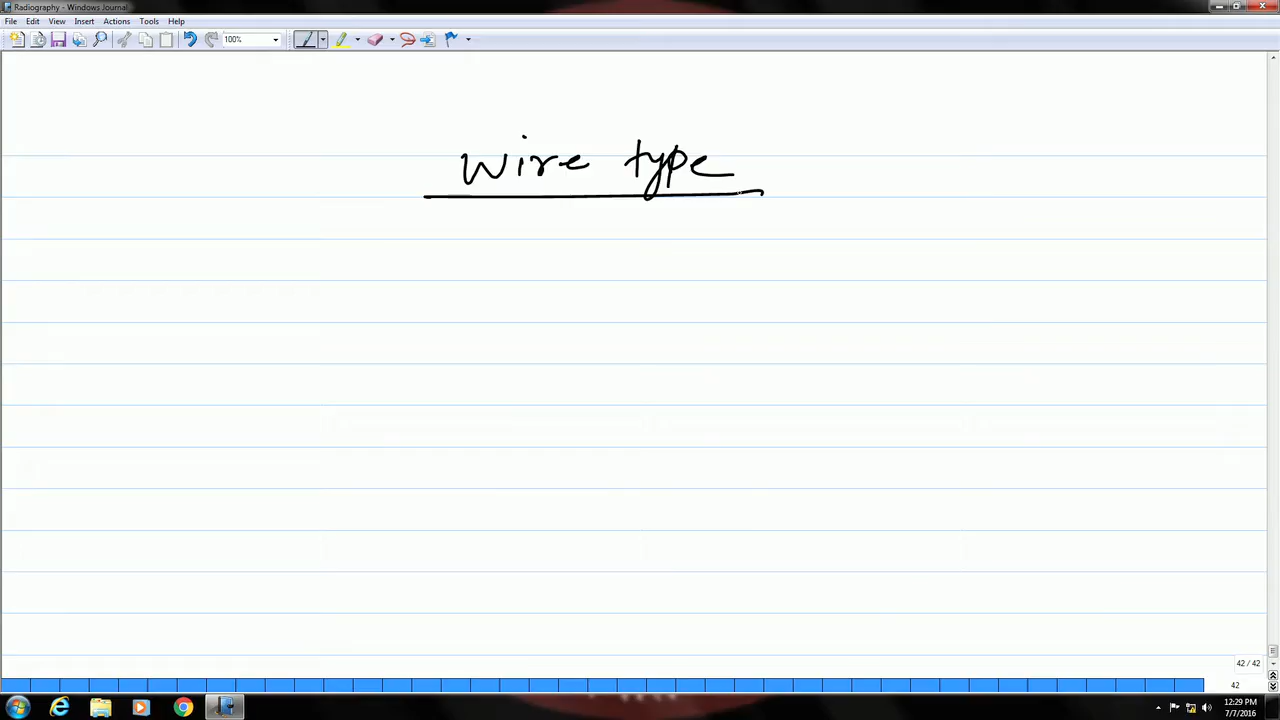 Radiography - Windows Journal
File Edit View Insert Actions Tools Help
100%
Wire type
42 / 42
42
12:29 PM
7/7/2016